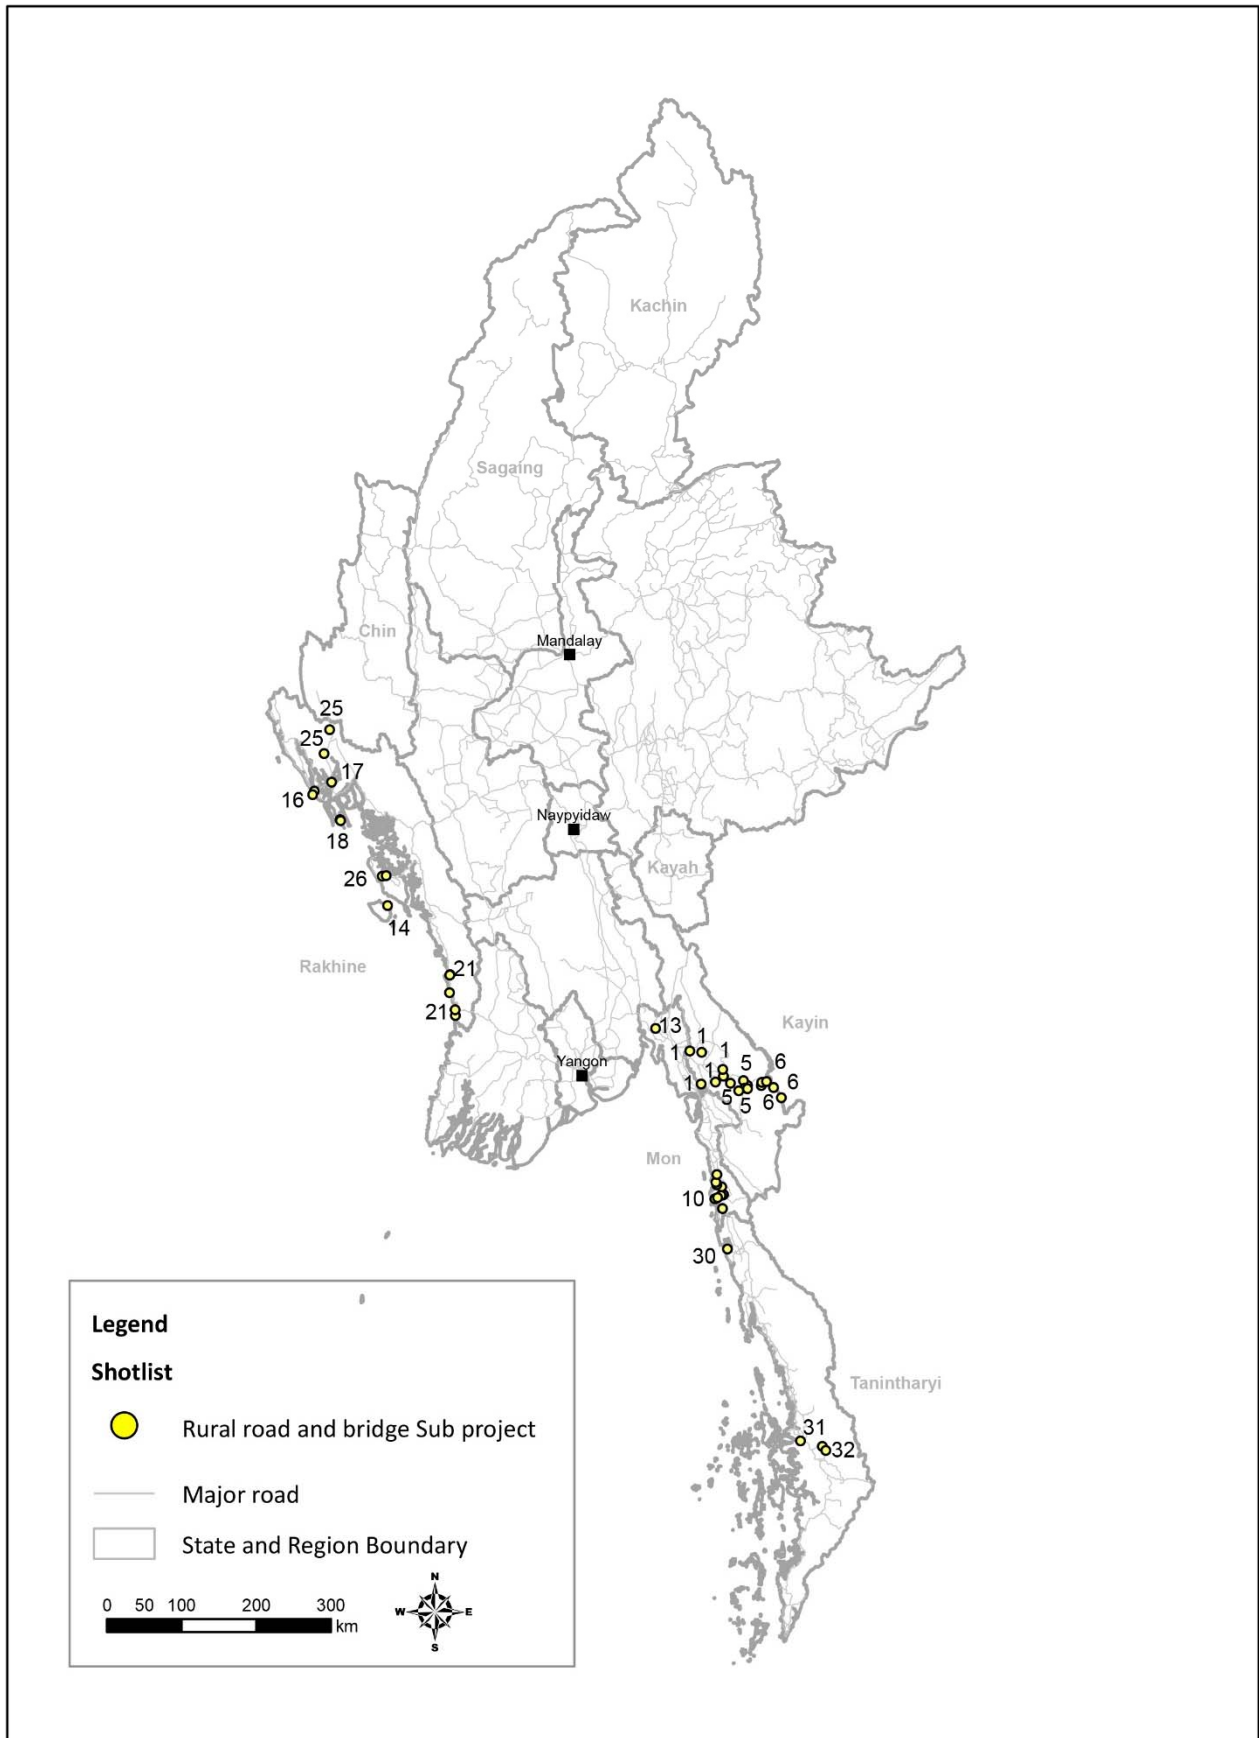 Kachin
Sagaing
Chin
Mandalay
25
25
17
16
18
Naypyidaw
Kayah
26
14
Rakhine
21
21
13
Kayin
1
1
1
5
6
Yangon
1
1
5
5
6
6
Mon
10
30
Tanintharyi
31
32
Legend
Shotlist
Rural road and bridge Sub project
Major road
State and Region Boundary
0 50 100 200 300
km
N
W E
S